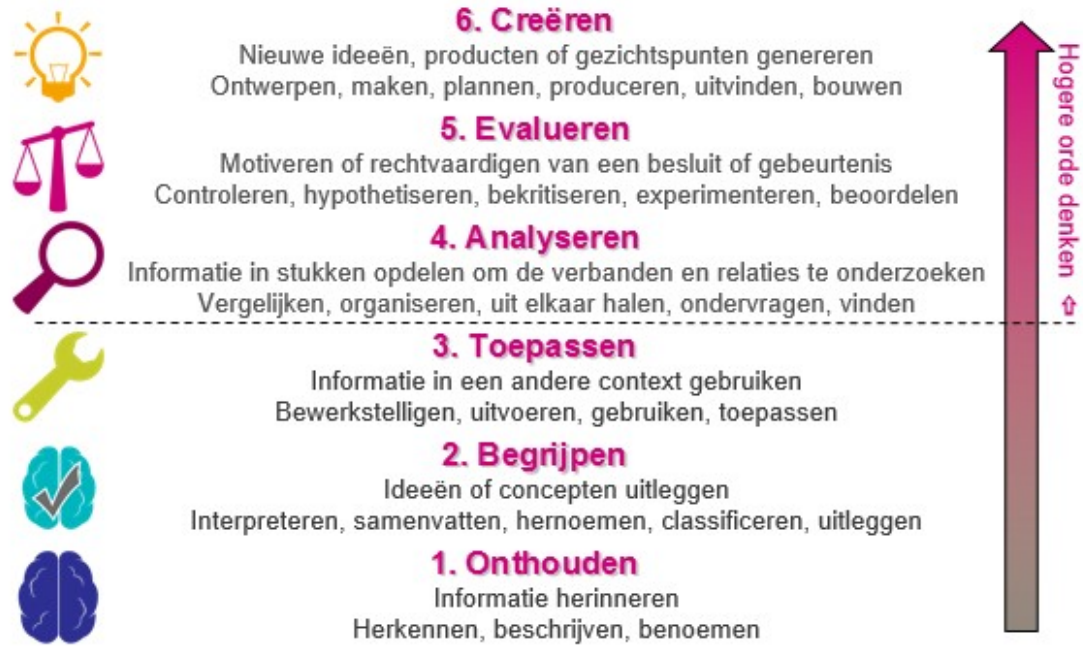 6. Creëren
Nieuwe ideeën, producten of gezichtspunten genereren
Ontwerpen, maken, plannen, produceren, uitvinden, bouwen
5. Evalueren
Motiveren of rechtvaardigen van een besluit of gebeurtenis
Controleren, hypothetiseren, bekritiseren, experimenteren, beoordelen
4. Analyseren
Informatie in stukken opdelen om de verbanden en relaties te onderzoeken
Vergelijken, organiseren, uit elkaar halen, ondervragen, vinden
3. Toepassen
Informatie in een andere context gebruiken
Bewerkstelligen, uitvoeren, gebruiken, toepassen
2. Begrijpen
Ideeën of concepten uitleggen
Interpreteren, samenvatten, hernoemen, classificeren, uitleggen
1. Onthouden
Informatie herinneren
Herkennen, beschrijven, benoemen
Hogere orde denken